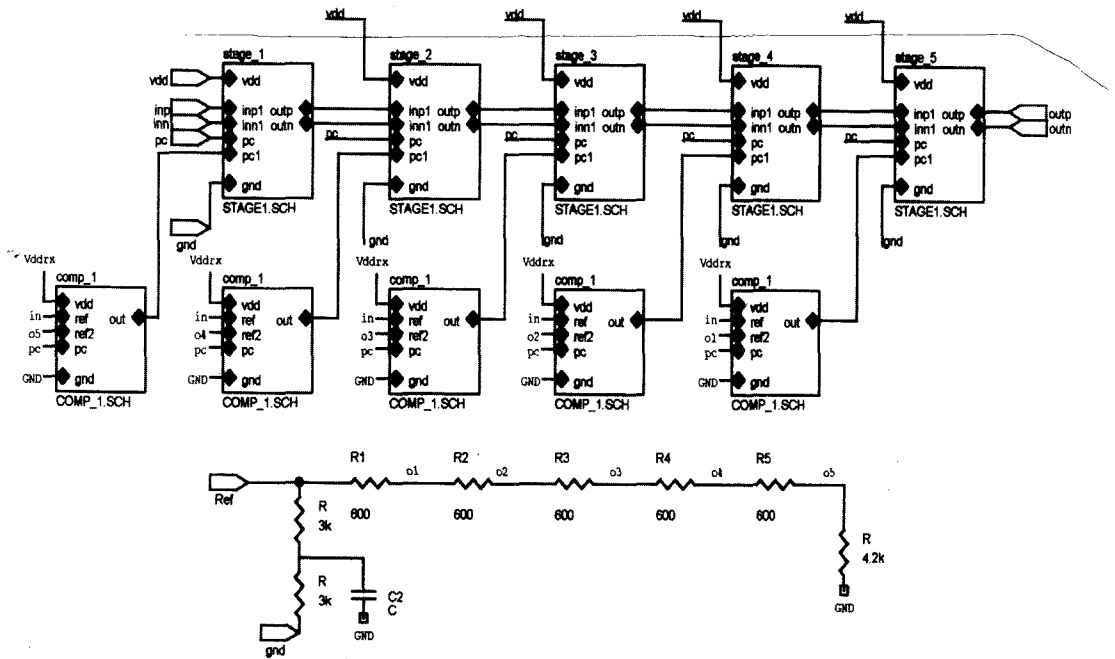 vdd vdd vdd vdd
stage_1 stage_2 stage_3 stage_4 stage_5
vdd vdd vdd vdd vdd vdd
inp inp1 outp inp1 outp inp1 outp inp1 outp inp1 outp outp
inn inn1 outn inn1 outn inn1 outn inn1 outn inn1 outn outn
pc pc pc pc pc pc pc pc pc pc
pc1 pc1 pc1 pc1 pc1
gnd gnd gnd gnd gnd
STAGE1.SCH STAGE1.SCH STAGE1.SCH STAGE1.SCH STAGE1.SCH
gnd gnd gnd gnd gnd
Vddrx Vddrx Vddrx Vddrx Vddrx
comp_1 comp_1 comp_1 comp_1 comp_1
vdd vdd vdd vdd vdd
in ref out in ref out in ref out in ref out in ref out
o5 ref2 o4 ref2 o3 ref2 o2 ref2 o1 ref2
pc pc pc pc pc pc pc pc pc pc
GND gnd GND gnd GND gnd GND gnd GND gnd
COMP_1.SCH COMP_1.SCH COMP_1.SCH COMP_1.SCH COMP_1.SCH
R1 o1 R2 o2 R3 o3 R4 o4 R5 o5
Ref
R 600 600 600 600 600
3k
R
4.2k
R C2
3k C
GND GND
gnd